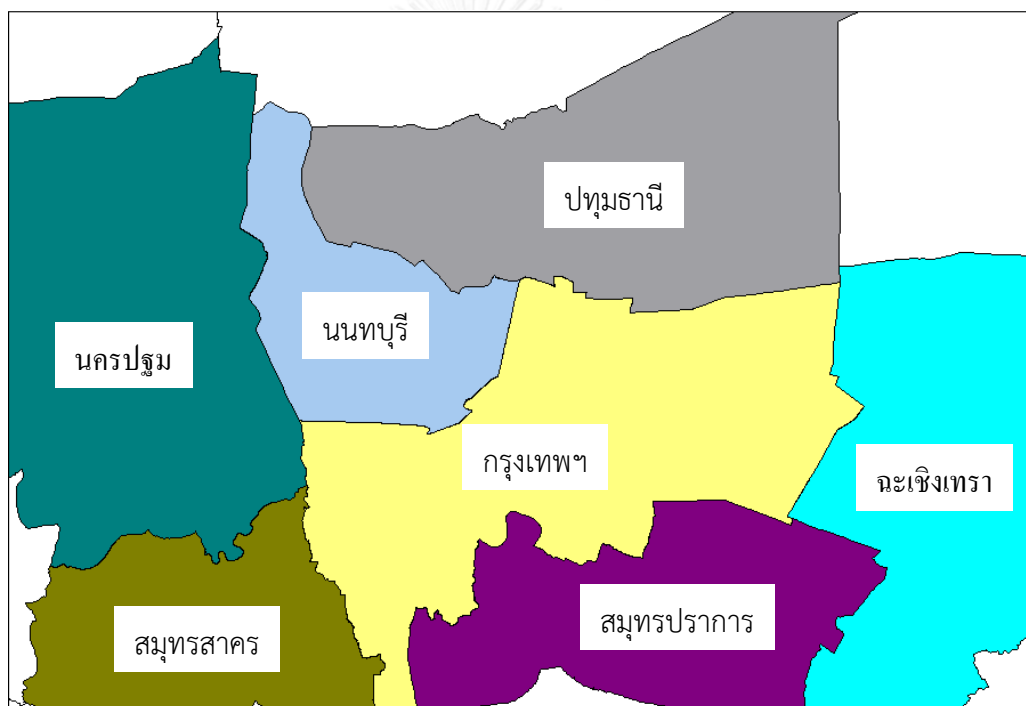 ปทุมธานี
นนทบุรี
นครปฐม
กรุงเทพฯ
ฉะเชิงเทรา
สมุทรปราการ
สมุทรสาคร